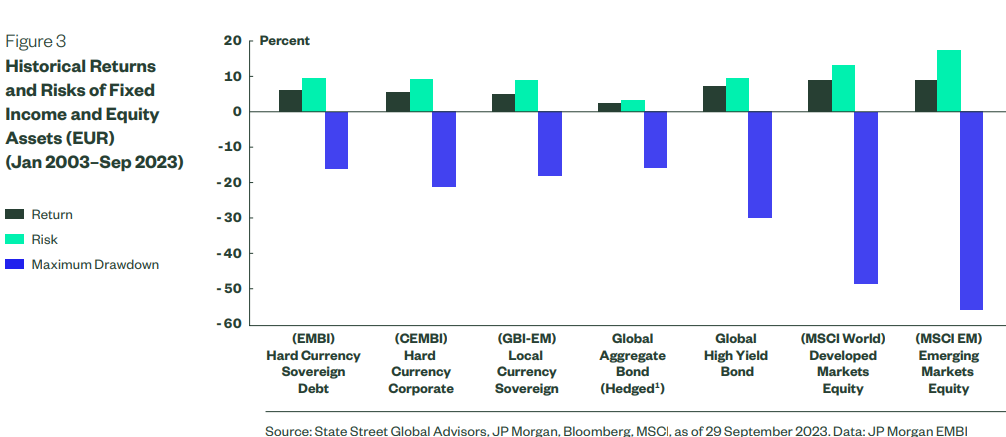 Figure 3
Historical Returns
and Risks of Fixed
Income and Equity
Assets (EUR)
(Jan 2003–Sep 2023)
Return
Risk
Maximum Drawdown
Percent
20
10
0
-10
-20
-30
-40
-50
-60
(EMBI)
Hard Currency
Sovereign
Debt
(CEMBI)
Hard
Currency
Corporate
(GBI-EM)
Local
Currency
Sovereign
Global
Aggregate
Bond
(Hedged¹)
Global
High Yield
Bond
(MSCI World)
Developed
Markets
Equity
(MSCI EM)
Emerging
Markets
Equity
Source: State Street Global Advisors, JP Morgan, Bloomberg, MSCI, as of 29 September 2023. Data: JP Morgan EMBI